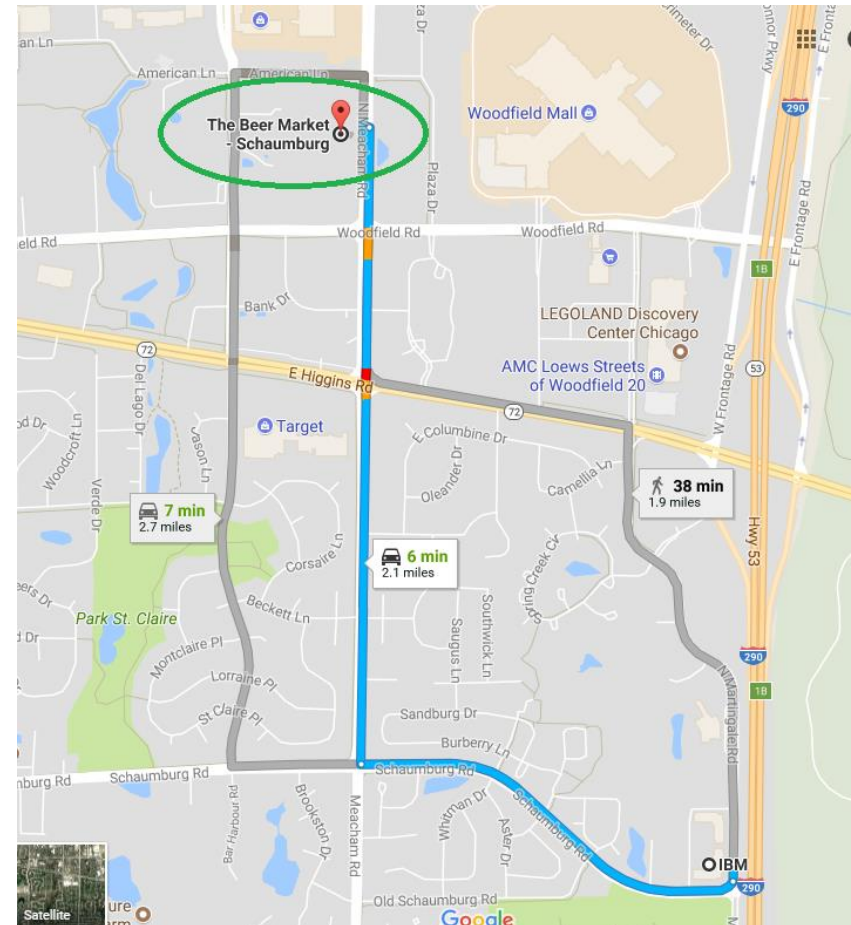 an Ln
American Ln
American Ln
The Beer Market
- Schaumburg
N Meacham Rd
Plaza Dr
Woodfield Mall
290
E Frontage Rd
eld Rd
Woodfield Rd
Woodfield Rd
1B
Bank Dr
LEGOLAND Discovery
Center Chicago
72
E Higgins Rd
AMC Loews Streets
of Woodfield 20
53
W Frontage Rd
72
Target
E Columbine Dr
Del Lago Dr
Jason Ln
Woodcroft Ln
Verde Dr
Oleander Dr
Camellia Ln
38 min
1.9 miles
7 min
2.7 miles
Hwy 53
6 min
2.1 miles
Corsaire Ln
Spring Creek Cir
Beckett Ln
Park St. Claire
Southwick Ln
Saugus Ln
Montclaire Pl
290
Lorraine Pl
1B
N Martingale Rd
St Claire Pl
Sandburg Dr
Burberry Ln
Schaumburg Rd
nburg Rd
Schaumburg Rd
Schaumburg Rd
Bar Harbour Rd
Brookston Dr
Meacham Rd
Whitman Dr
Aster Dr
IBM
290
Old Schaumburg Rd
Satellite
Google